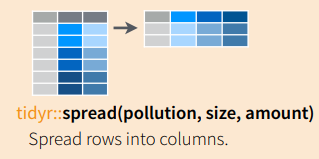 tidyr::spread(pollution, size, amount)
Spread rows into columns.